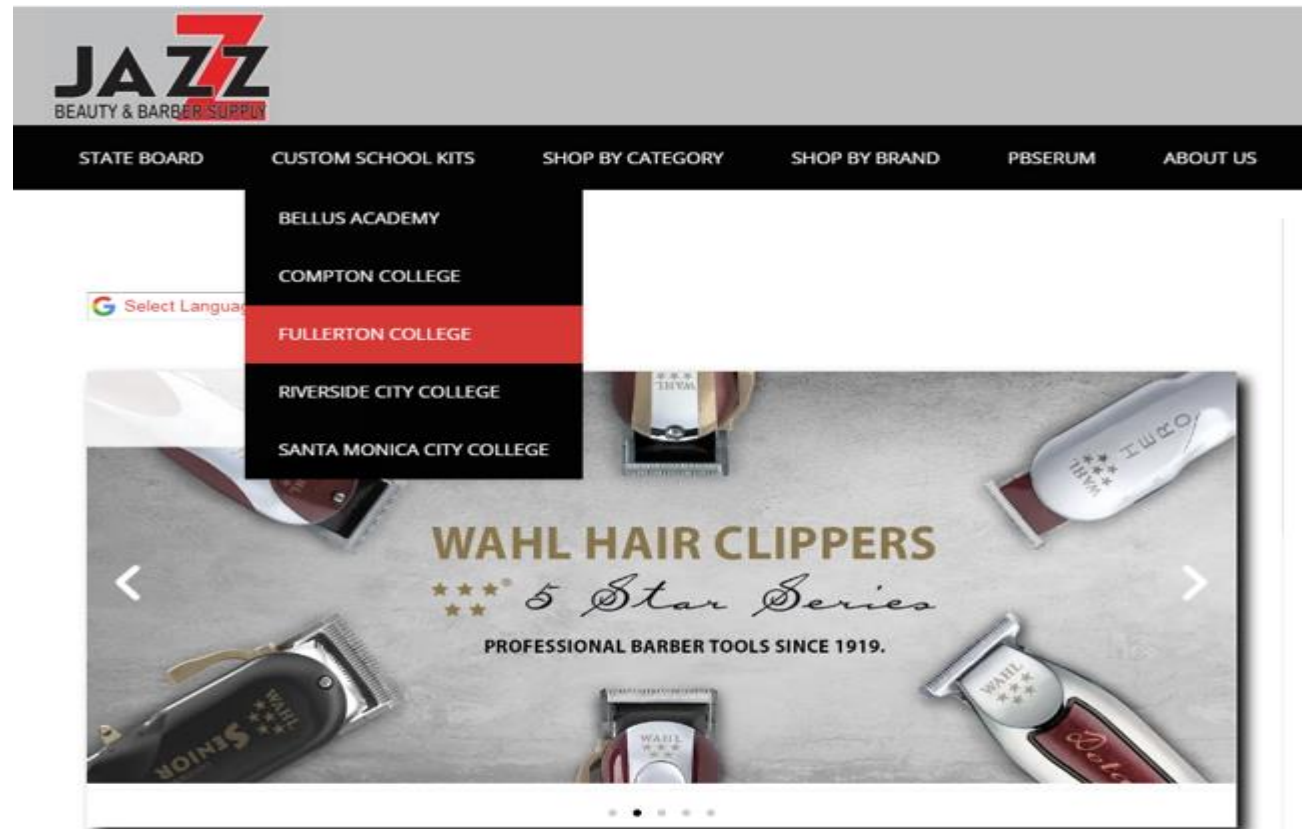 JAZZ Z
BEAUTY & BARBER SUPPLY
STATE BOARD CUSTOM SCHOOL KITS SHOP BY CATEGORY SHOP BY BRAND PBSERUM ABOUT US
BELLUS ACADEMY
COMPTON COLLEGE
Select Languag
FULLERTON COLLEGE
RIVERSIDE CITY COLLEGE
SANTA MONICA CITY COLLEGE
WAHL
HERO
WAHL
WAHL HAIR CLIPPERS
5 Star Series
PROFESSIONAL BARBER TOOLS SINCE 1919.
WAHL
SENIOR
WAHL
WAHL